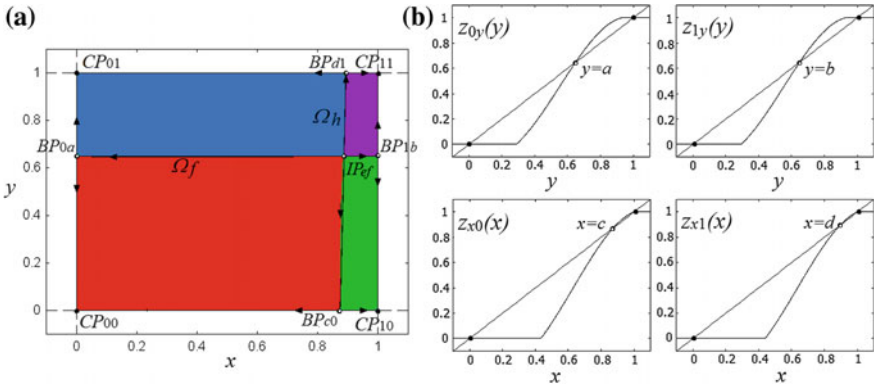 (a)
CP01 BPd1 CP11
1
0.8
Ωh
BP0a BP1b
0.6
Ωf IPef
y
0.4
0.2
0
CP00 BPc0 CP10
0 0.2 0.4 0.6 0.8 1
x
(b)
z0y(y)
1
0.8
0.6
0.4
0.2
0
y=a
0 0.2 0.4 0.6 0.8 1
y
z1y(y)
1
0.8
0.6
0.4
0.2
0
y=b
0 0.2 0.4 0.6 0.8 1
y
zx0(x)
1
0.8
0.6
0.4
0.2
0
x=c
0 0.2 0.4 0.6 0.8 1
x
zx1(x)
1
0.8
0.6
0.4
0.2
0
x=d
0 0.2 0.4 0.6 0.8 1
x